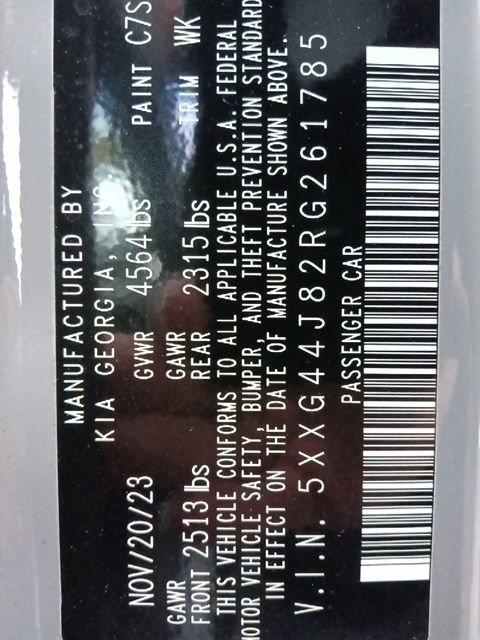 MANUFACTURED BY
KIA GEORGIA, INC.
NOV/20/23 GVWR 4564 lbs PAINT C7S
GAWR GAWR TRIM WK
FRONT 2513 lbs REAR 2315 lbs
THIS VEHICLE CONFORMS TO ALL APPLICABLE U.S.A. FEDERAL
MOTOR VEHICLE SAFETY, BUMPER, AND THEFT PREVENTION STANDARD
IN EFFECT ON THE DATE OF MANUFACTURE SHOWN ABOVE.
V.I.N. 5XXG44J82RG261785
PASSENGER CAR